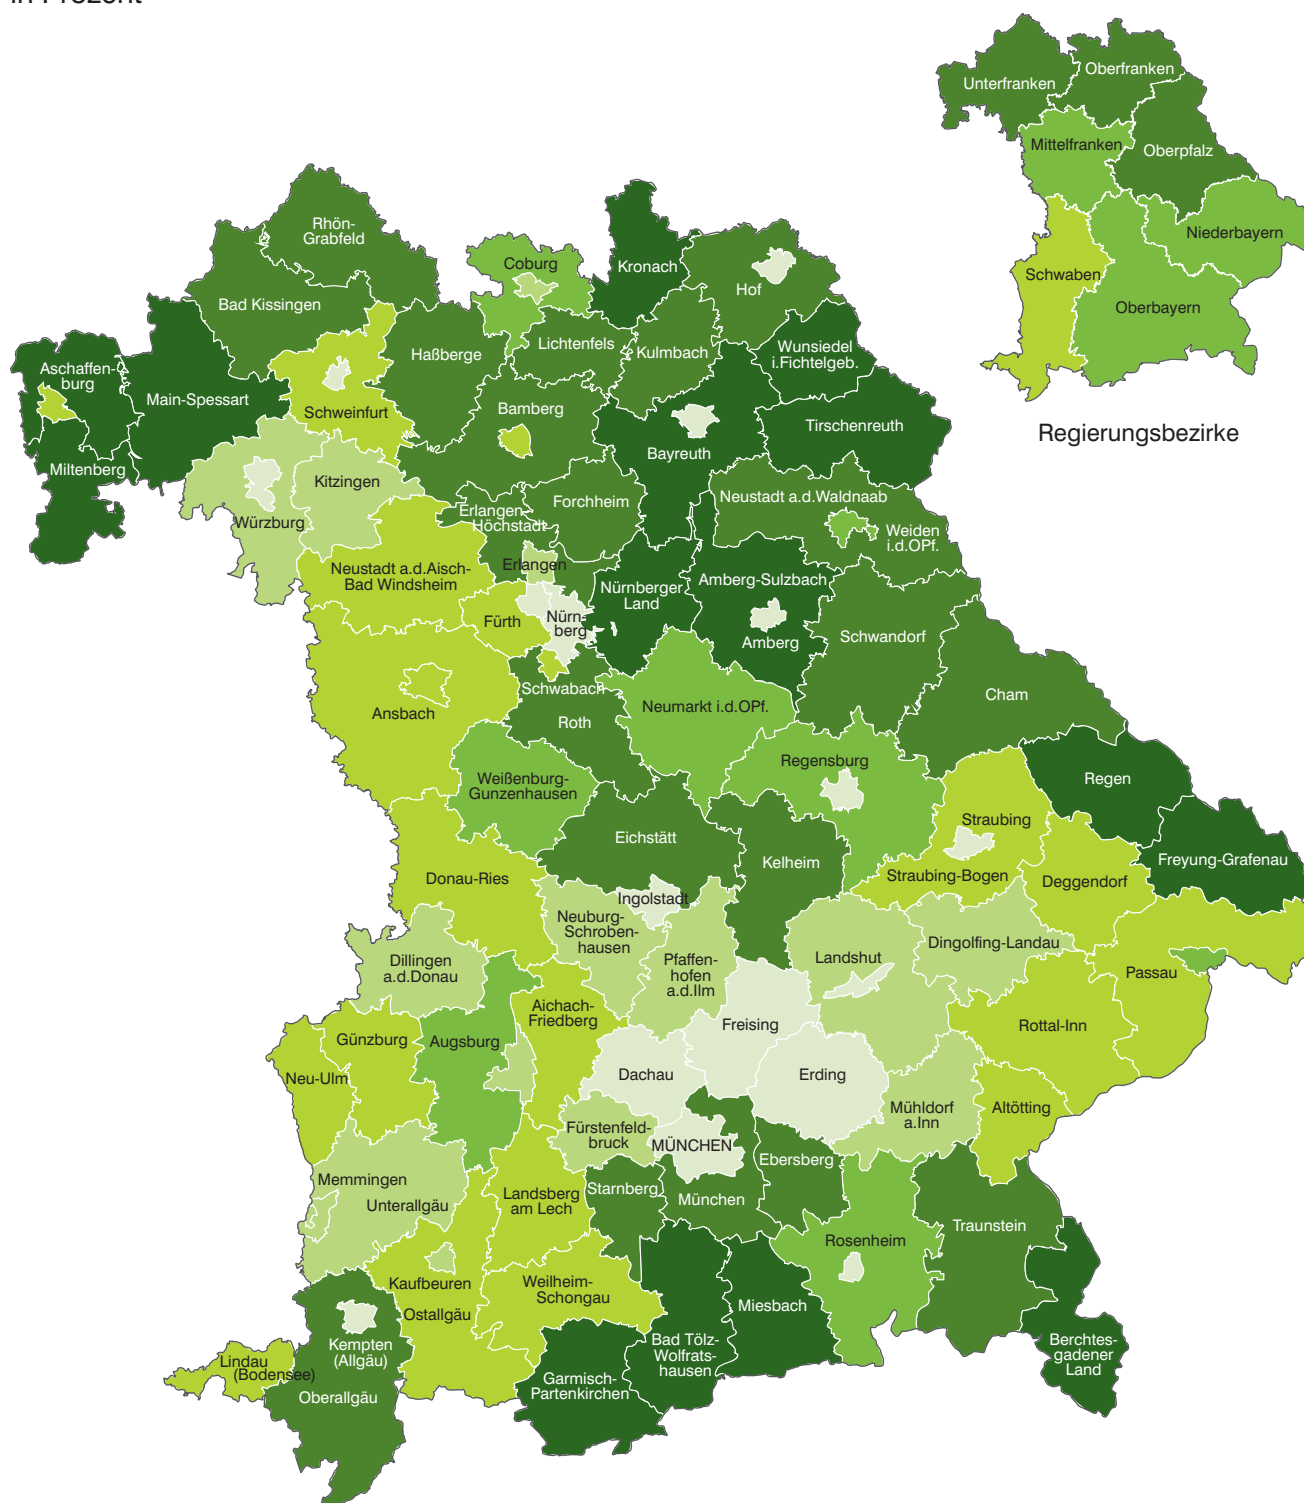 Unterfranken
Oberfranken
Mittelfranken
Oberpfalz
Niederbayern
Schwaben
Oberbayern
Regierungsbezirke
Rhön-
Grabfeld
Coburg
Kronach
Hof
Bad Kissingen
Lichtenfels
Kulmbach
Wunsiedel
i.Fichtelgeb.
Haßberge
Aschaffen-
burg
Main-Spessart
Schweinfurt
Bamberg
Tirschenreuth
Bayreuth
Miltenberg
Kitzingen
Würzburg
Forchheim
Neustadt a.d.Waldnaab
Erlangen-
Höchstadt
Weiden
i.d.OPf.
Erlangen
Neustadt a.d.Aisch-
Bad Windsheim
Nürnberger
Land
Amberg-Sulzbach
Fürth
Nürn-
berg
Amberg
Schwandorf
Schwabach
Roth
Neumarkt i.d.OPf.
Cham
Ansbach
Regensburg
Regen
Weißenburg-
Gunzenhausen
Straubing
Eichstätt
Kelheim
Freyung-Grafenau
Donau-Ries
Straubing-Bogen
Deggendorf
Ingolstadt
Neuburg-
Schroben-
hausen
Dingolfing-Landau
Dillingen
a.d.Donau
Pfaffen-
hofen
a.d.Ilm
Landshut
Passau
Aichach-
Friedberg
Freising
Rottal-Inn
Günzburg
Augsburg
Neu-Ulm
Dachau
Erding
Mühldorf
a.Inn
Altötting
Fürstenfeld-
bruck
MÜNCHEN
Ebersberg
Memmingen
Unterallgäu
Landsberg
am Lech
Starnberg
München
Traunstein
Rosenheim
Kaufbeuren
Ostallgäu
Weilheim-
Schongau
Miesbach
Kempten
(Allgäu)
Bad Tölz-
Wolfrats-
hausen
Berchtes-
gadener
Land
Lindau
(Bodensee)
Oberallgäu
Garmisch-
Partenkirchen